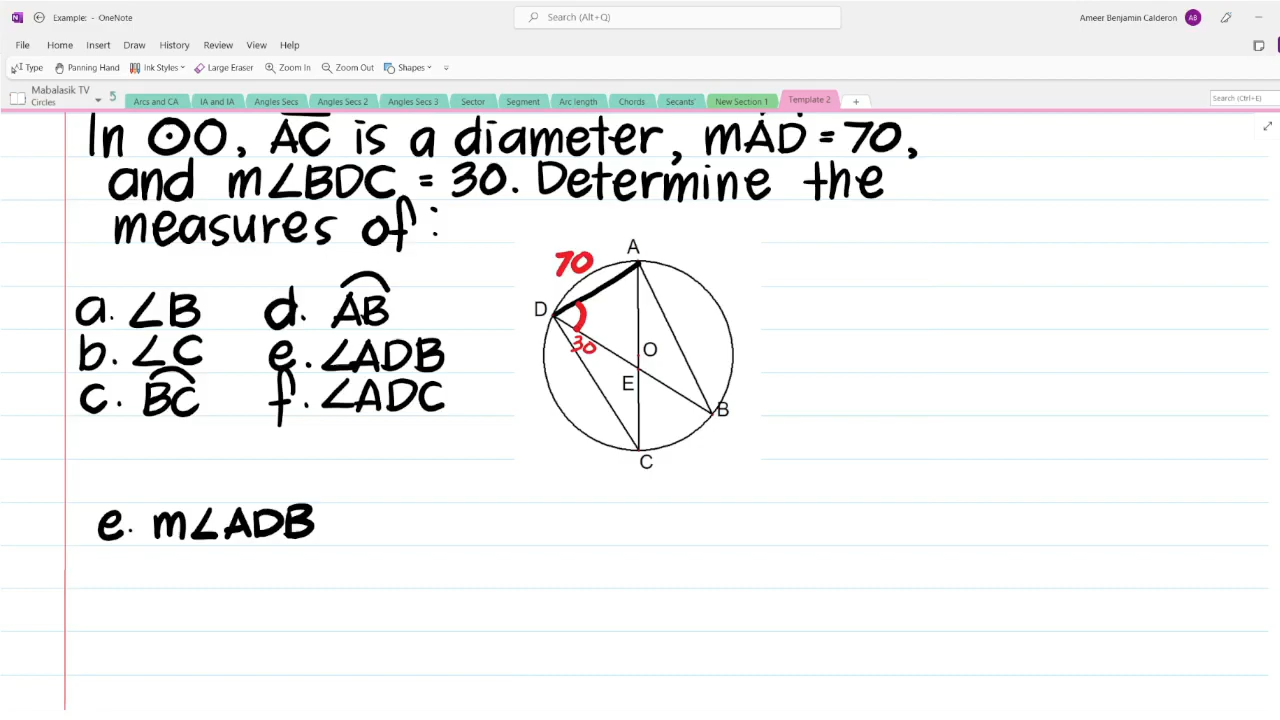 Example: - OneNote
Search (Alt+Q)
Ameer Benjamin Calderon AB
File Home Insert Draw History Review View Help
Type Panning Hand Ink Styles Large Eraser Zoom In Zoom Out Shapes
Mabalasik TV
Circles
5
Arcs and CA IA and IA Angles Secs Angles Secs 2 Angles Secs 3 Sector Segment Arc length Chords Secants' New Section 1 Template 2 +
Search (Ctrl+E)
In ⊙O, AC is a diameter, mAD = 70,
and m∠BDC = 30. Determine the
measures of:
a. ∠B d. AB
b. ∠C e. ∠ADB
c. BC f. ∠ADC
A
70
D
30
O
E
B
C
e. m∠ADB